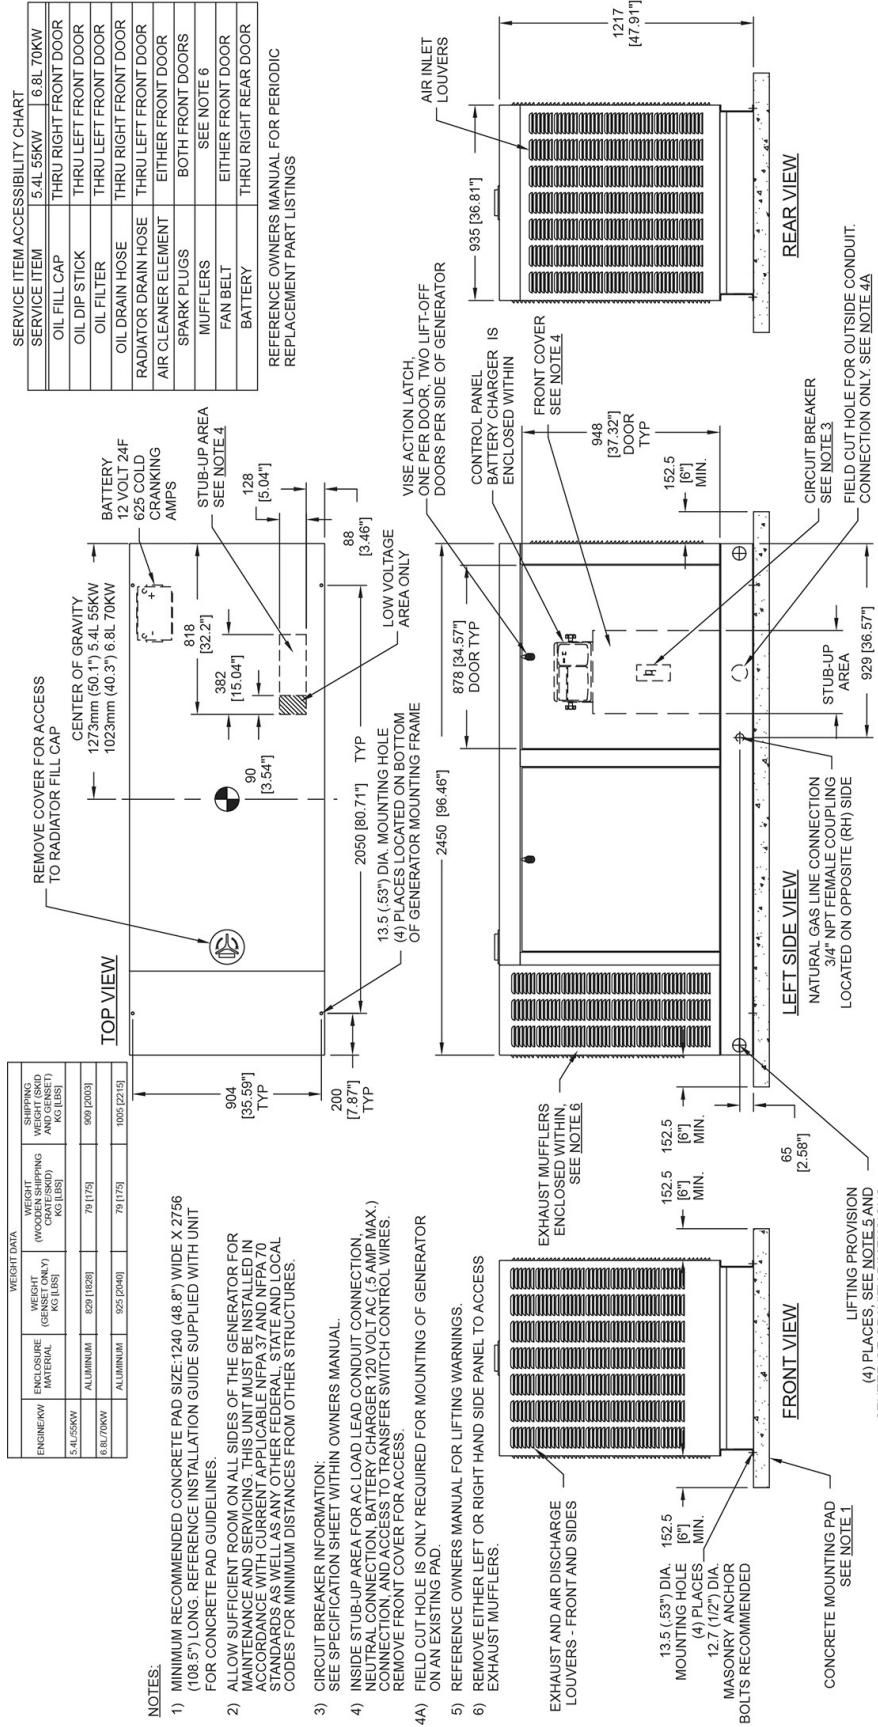 SERVICE ITEM ACCESSIBILITY CHART
SERVICE ITEM 5.4L 55KW 6.8L 70KW
OIL FILL CAP THRU RIGHT FRONT DOOR
OIL DIP STICK THRU LEFT FRONT DOOR
OIL FILTER THRU LEFT FRONT DOOR
OIL DRAIN HOSE THRU RIGHT FRONT DOOR
RADIATOR DRAIN HOSE THRU LEFT FRONT DOOR
AIR CLEANER ELEMENT EITHER FRONT DOOR
SPARK PLUGS BOTH FRONT DOORS
MUFFLERS SEE NOTE 6
FAN BELT EITHER FRONT DOOR
BATTERY THRU RIGHT REAR DOOR
REFERENCE OWNERS MANUAL FOR PERIODIC
REPLACEMENT PART LISTINGS
WEIGHT DATA
ENGINE/KW
ENCLOSURE
MATERIAL
WEIGHT
(GENSET ONLY)
KG [LBS]
WEIGHT
(WOODEN SHIPPING
CRATE/SKID)
KG [LBS]
SHIPPING
WEIGHT (SKID
AND GENSET)
KG [LBS]
5.4L/55KW
ALUMINUM 829 [1828] 79 [175] 909 [2003]
6.8L/70KW
ALUMINUM 925 [2040] 79 [175] 1005 [2215]
TOP VIEW
REMOVE COVER FOR ACCESS
TO RADIATOR FILL CAP
CENTER OF GRAVITY
1273mm (50.1") 5.4L 55KW
1023mm (40.3") 6.8L 70KW
BATTERY
12 VOLT 24F
625 COLD
CRANKING
AMPS
STUB-UP AREA
SEE NOTE 4
818
[32.2"]
382
[15.04"]
90
[3.54"]
128
[5.04"]
88
[3.46"]
LOW VOLTAGE
AREA ONLY
2050 [80.71"] TYP
13.5 (.53") DIA. MOUNTING HOLE
(4) PLACES LOCATED ON BOTTOM
OF GENERATOR MOUNTING FRAME
904
[35.59"]
TYP
200
[7.87"]
TYP
NOTES:
1) MINIMUM RECOMMENDED CONCRETE PAD SIZE:1240 (48.8") WIDE X 2756
(108.5") LONG. REFERENCE INSTALLATION GUIDE SUPPLIED WITH UNIT
FOR CONCRETE PAD GUIDELINES.
2) ALLOW SUFFICIENT ROOM ON ALL SIDES OF THE GENERATOR FOR
MAINTENANCE AND SERVICING. THIS UNIT MUST BE INSTALLED IN
ACCORDANCE WITH CURRENT APPLICABLE NFPA 37 AND NFPA 70
STANDARDS AS WELL AS ANY OTHER FEDERAL, STATE AND LOCAL
CODES FOR MINIMUM DISTANCES FROM OTHER STRUCTURES.
3) CIRCUIT BREAKER INFORMATION:
SEE SPECIFICATION SHEET WITHIN OWNERS MANUAL.
4) INSIDE STUB-UP AREA FOR AC LOAD LEAD CONDUIT CONNECTION,
NEUTRAL CONNECTION, BATTERY CHARGER 120 VOLT AC (.5 AMP MAX.)
CONNECTION, AND ACCESS TO TRANSFER SWITCH CONTROL WIRES.
REMOVE FRONT COVER FOR ACCESS.
4A) FIELD CUT HOLE IS ONLY REQUIRED FOR MOUNTING OF GENERATOR
ON AN EXISTING PAD.
5) REFERENCE OWNERS MANUAL FOR LIFTING WARNINGS.
6) REMOVE EITHER LEFT OR RIGHT HAND SIDE PANEL TO ACCESS
EXHAUST MUFFLERS.
VISE ACTION LATCH,
ONE PER DOOR, TWO LIFT-OFF
DOORS PER SIDE OF GENERATOR
CONTROL PANEL
BATTERY CHARGER IS
ENCLOSED WITHIN
FRONT COVER
SEE NOTE 4
2450 [96.46"]
878 [34.57"]
DOOR TYP
948
[37.32"]
DOOR
TYP
152.5
[6"]
MIN.
CIRCUIT BREAKER
SEE NOTE 3
FIELD CUT HOLE FOR OUTSIDE CONDUIT.
CONNECTION ONLY. SEE NOTE 4A
STUB-UP
AREA
929 [36.57"]
LEFT SIDE VIEW
NATURAL GAS LINE CONNECTION
3/4" NPT FEMALE COUPLING
LOCATED ON OPPOSITE (RH) SIDE
EXHAUST MUFFLERS
ENCLOSED WITHIN,
SEE NOTE 6
152.5
[6"]
MIN.
65
[2.58"]
LIFTING PROVISION
(4) PLACES, SEE NOTE 5 AND
AIR INLET
LOUVERS
935 [36.81"]
1217
[47.91"]
REAR VIEW
152.5
[6"]
MIN.
FRONT VIEW
EXHAUST AND AIR DISCHARGE
LOUVERS - FRONT AND SIDES
152.5
[6"]
MIN.
13.5 (.53") DIA.
MOUNTING HOLE
(4) PLACES
12.7 (1/2") DIA.
MASONRY ANCHOR
BOLTS RECOMMENDED
CONCRETE MOUNTING PAD
SEE NOTE 1